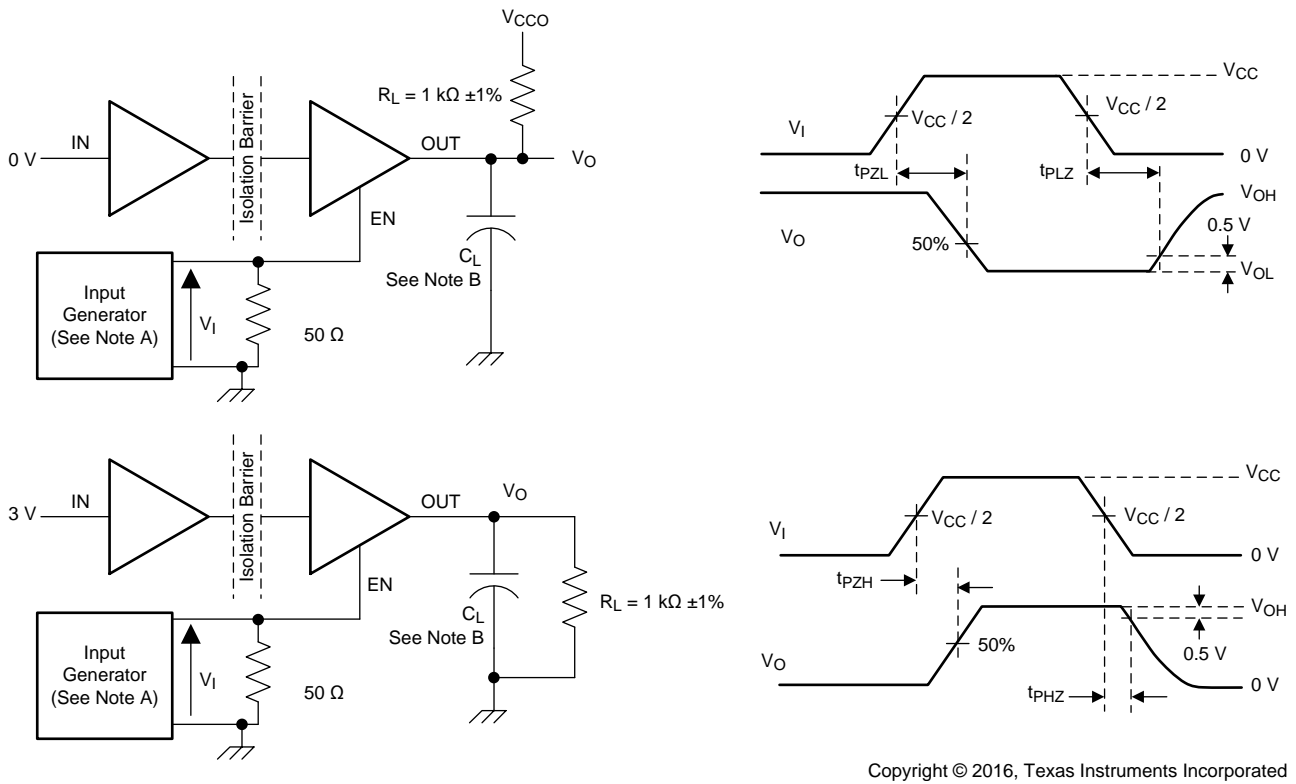 VCCO
RL = 1 kΩ ±1%
0 V
IN
Isolation Barrier
OUT
VO
EN
CL
See Note B
Input
Generator
(See Note A)
VI
50 Ω
VI
VCC / 2
VCC / 2
VCC
0 V
tPZL
tPLZ
VO
50%
VOH
0.5 V
VOL
3 V
IN
Isolation Barrier
OUT
VO
EN
CL
See Note B
RL = 1 kΩ ±1%
Input
Generator
(See Note A)
VI
50 Ω
VI
VCC / 2
VCC / 2
VCC
0 V
tPZH
VO
50%
VOH
0.5 V
0 V
tPHZ
Copyright © 2016, Texas Instruments Incorporated